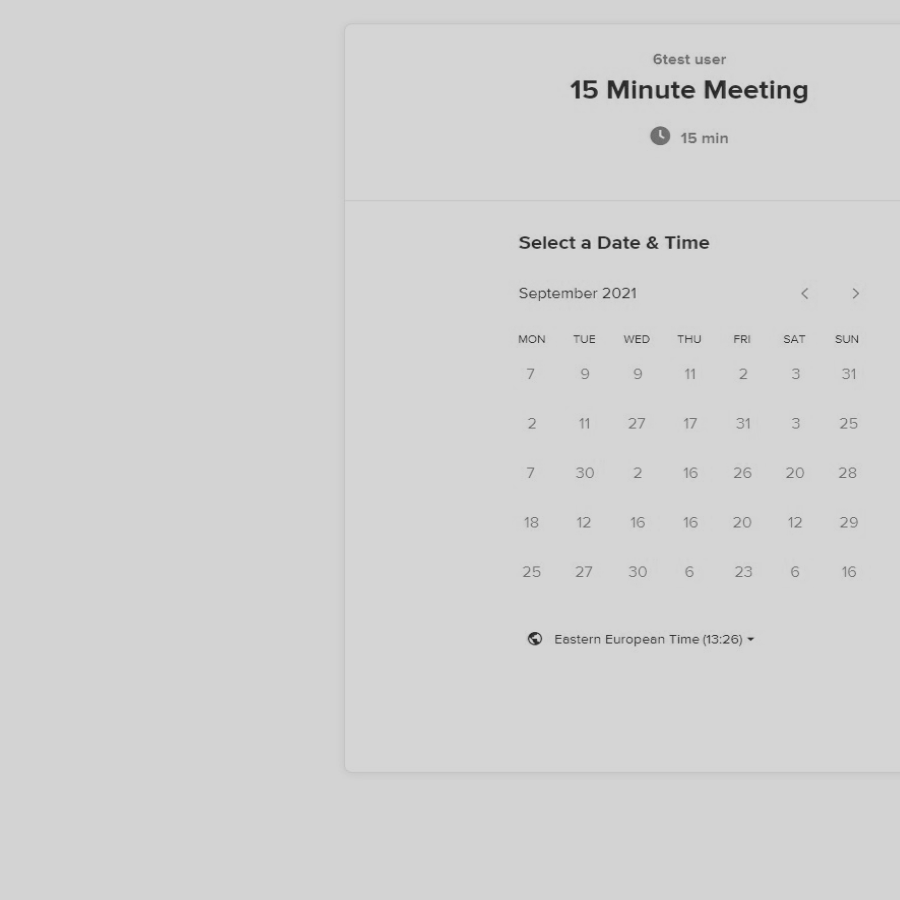 6test user
15 Minute Meeting
15 min
Select a Date & Time
September 2021
MON TUE WED THU FRI SAT SUN
7 9 9 11 2 3 31
2 11 27 17 31 3 25
7 30 2 16 26 20 28
18 12 16 16 20 12 29
25 27 30 6 23 6 16
Eastern European Time (13:26)